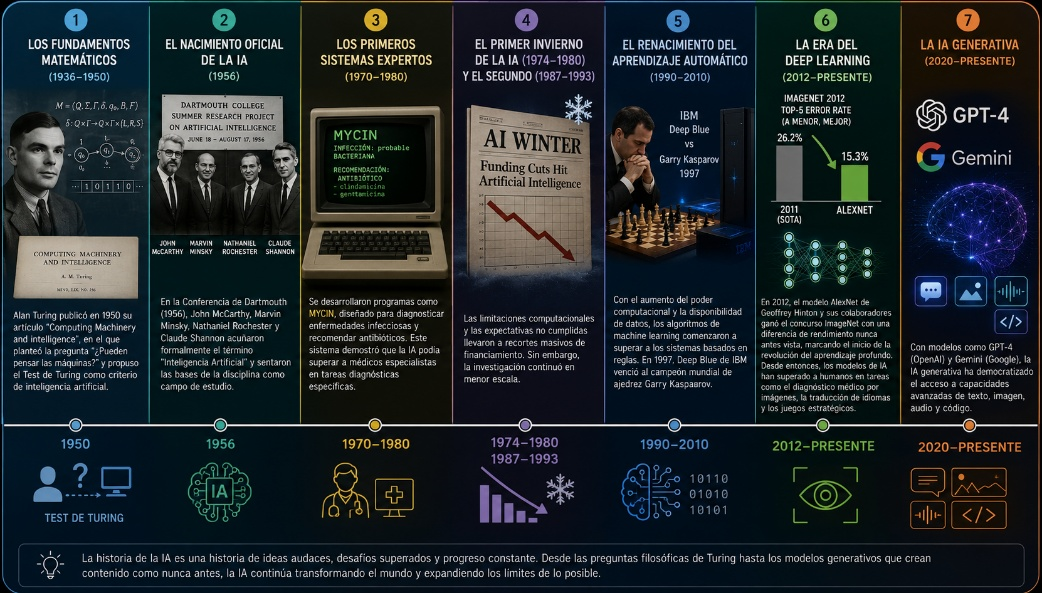 1
LOS FUNDAMENTOS
MATEMÁTICOS
(1936–1950)
M = (Q, Σ, Γ, δ, q₀, B, F)
δ: Q×Γ→Q×Γ×{L,R,S}
1 0 1 1 0
COMPUTING MACHINERY
AND INTELLIGENCE
A. M. Turing
Alan Turing publicó en 1950 su
artículo “Computing Machinery
and intelligence”, en el
que planteó la pregunta “¿Pueden
pensar las máquinas?” y propuso
el Test de Turing como criterio
de inteligencia artificial.
1950
?
TEST DE TURING
2
EL NACIMIENTO OFICIAL
DE LA IA
(1956)
DARTMOUTH COLLEGE
SUMMER RESEARCH PROJECT
ON ARTIFICIAL INTELLIGENCE
JUNE 18 – AUGUST 17, 1956
JOHN McCARTHY
MARVIN MINSKY
NATHANIEL ROCHESTER
CLAUDE SHANNON
En la Conferencia de Dartmouth
(1956), John McCarthy, Marvin
Minsky, Nathaniel Rochester y
Claude Shannon acuñaron
formalmente el término
“Inteligencia Artificial” y sentaron
las bases de la disciplina como
campo de estudio.
1956
IA
3
LOS PRIMEROS
SISTEMAS EXPERTOS
(1970–1980)
MYCIN
INFECCIÓN: probable
BACTERIANA
RECOMENDACIÓN:
ANTIBIÓTICO
- clindamicina
- gentamicina
Se desarrollaron programas como
MYCIN, diseñado para diagnosticar
enfermedades infecciosas y
recomendar antibióticos. Este
sistema demostró que la IA podía
superar a médicos especialistas
en tareas diagnósticas
específicas.
1970–1980
4
EL PRIMER INVIERNO
DE LA IA (1974–1980)
Y EL SEGUNDO (1987–1993)
AI WINTER
Funding Cuts Hit
Artificial Intelligence
Las limitaciones computacionales
y las expectativas no cumplidas
llevaron a recortes masivos de
financiamiento. Sin embargo,
la investigación continuó en
menor escala.
1974–1980
1987–1993
5
EL RENACIMIENTO DEL
APRENDIZAJE AUTOMÁTICO
(1990–2010)
IBM
Deep Blue
vs
Garry Kasparov
1997
Con el aumento del poder
computacional y la disponibilidad
de datos, los algoritmos de
machine learning comenzaron a
superar a los sistemas basados en
reglas. En 1997, Deep Blue de IBM
venció al campeón mundial de
ajedrez Garry Kaspaarov.
1990–2010
10110
01010
10101
6
LA ERA DEL
DEEP LEARNING
(2012–PRESENTE)
IMAGENET 2012
TOP-5 ERROR RATE
(A MENOR, MEJOR)
26.2%
15.3%
2011
(SOTA)
ALEXNET
En 2012, el modelo AlexNet de
Geoffrey Hinton y sus colaboradores
ganó el concurso ImageNet con una
diferencia de rendimiento nunca
antes vista, marcando el inicio de la
revolución del aprendizaje profundo.
Desde entonces, los modelos de IA
han superado a humanos en tareas
como el diagnóstico médico por
imágenes, la traducción de idiomas
y los juegos estratégicos.
2012–PRESENTE
7
LA IA GENERATIVA
(2020–PRESENTE)
GPT-4
Gemini
</>
Con modelos como GPT-4
(OpenAI) y Gemini (Google), la
IA generativa ha democratizado
el acceso a capacidades
avanzadas de texto, imagen,
audio y código.
2020–PRESENTE
</>
La historia de la IA es una historia de ideas audaces, desafíos superados y progreso constante. Desde las preguntas filosóficas de Turing hasta los modelos generativos que crean
contenido como nunca antes, la IA continúa transformando el mundo y expandiendo los límites de lo posible.